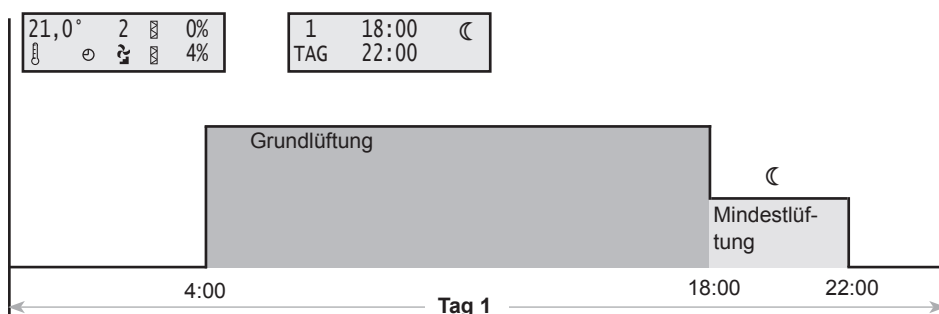 21,0° 2 0%
4%
1 18:00 ☾
TAG 22:00
Grundlüftung
☾
Mindestlüf-
tung
4:00 18:00 22:00
Tag 1